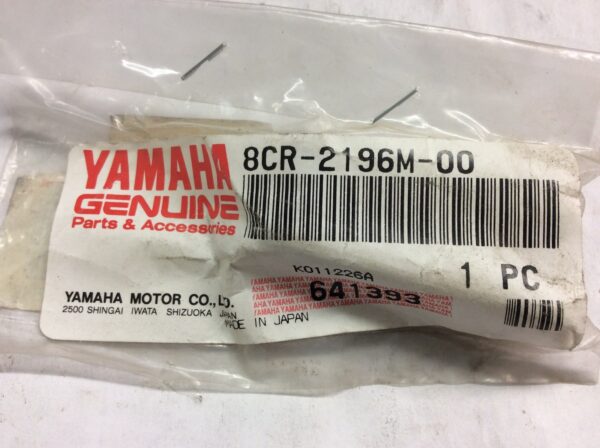 YAMAHA
GENUINE
Parts & Accessories
8CR-2196M-00
1 PC
K011226A
641393
YAMAHA MOTOR CO., LTD.
2500 SHINGAI IWATA SHIZUOKA JAPAN
MADE IN JAPAN